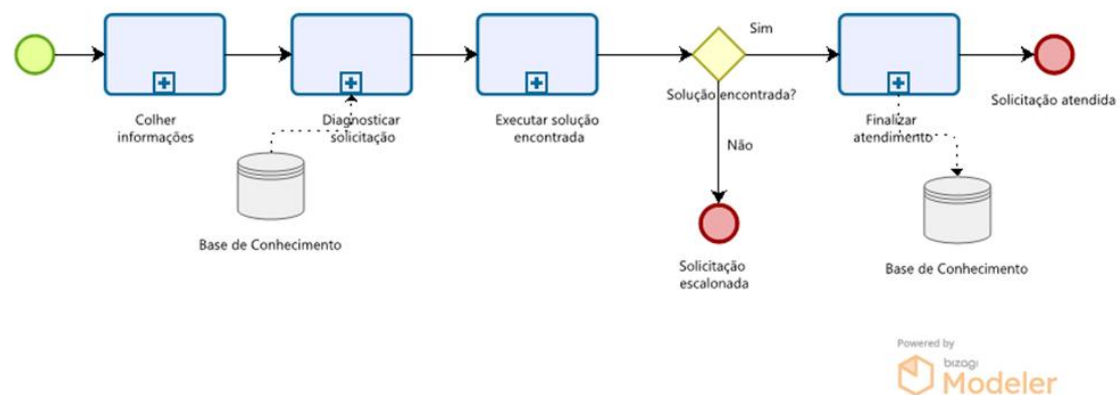 Sim
Solução encontrada?
Solicitação atendida
Colher
informações
Diagnosticar
solicitação
Executar solução
encontrada
Finalizar
atendimento
Não
Base de Conhecimento
Solicitação
escalonada
Base de Conhecimento
Powered by
bizagi
Modeler